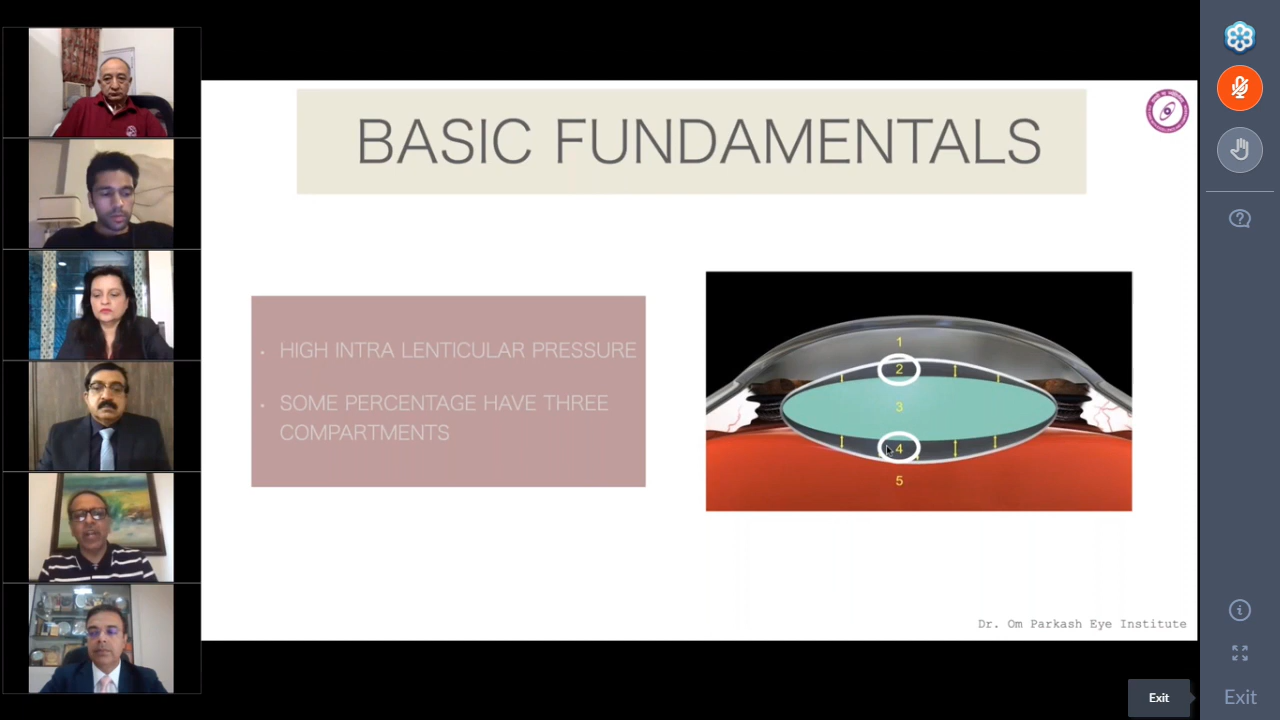 BASIC FUNDAMENTALS
• HIGH INTRA LENTICULAR PRESSURE
• SOME PERCENTAGE HAVE THREE
COMPARTMENTS
1
2
3
4
5
Dr. Om Parkash Eye Institute
Exit
Exit